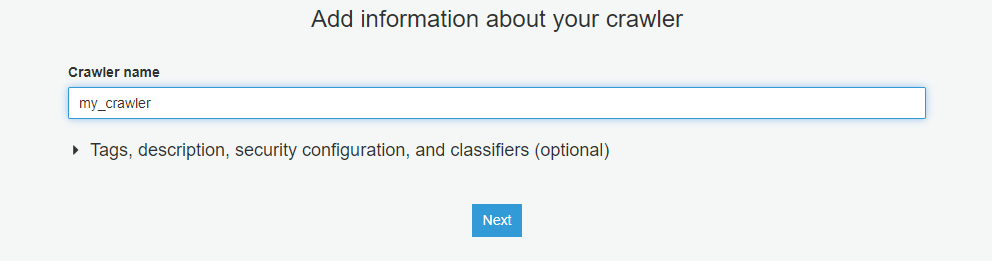 Add information about your crawler
Crawler name
my_crawler
Tags, description, security configuration, and classifiers (optional)
Next